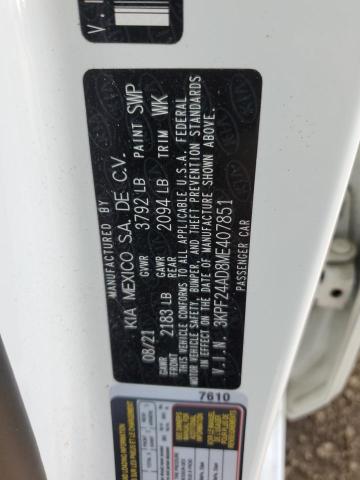 MANUFACTURED BY
KIA MEXICO S.A. DE C.V.
08/21 GVWR 3792 LB PAINT SWP
GAWR FRONT 2183 LB GAWR REAR 2094 LB TRIM WK
THIS VEHICLE CONFORMS TO ALL APPLICABLE U.S.A. FEDERAL
MOTOR VEHICLE SAFETY, BUMPER, AND THEFT PREVENTION STANDARDS
IN EFFECT ON THE DATE OF MANUFACTURE SHOWN ABOVE.
V.I.N. 3KPF24AD8ME407851
PASSENGER CAR
7610